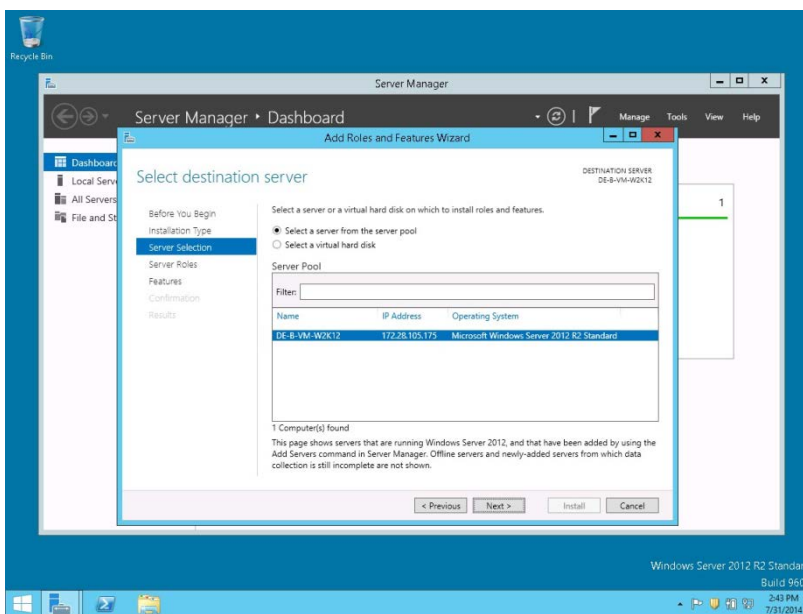 Recycle Bin
Server Manager
Server Manager • Dashboard
Manage Tools View Help
Add Roles and Features Wizard
Dashboard
Local Serv
All Servers
File and St
1
Select destination server
DESTINATION SERVER
DE-B-VM-W2K12
Before You Begin
Installation Type
Server Selection
Server Roles
Features
Confirmation
Results
Select a server or a virtual hard disk on which to install roles and features.
Select a server from the server pool
Select a virtual hard disk
Server Pool
Filter:
Name IP Address Operating System
DE-B-VM-W2K12 172.28.105.175 Microsoft Windows Server 2012 R2 Standard
1 Computer(s) found
This page shows servers that are running Windows Server 2012, and that have been added by using the
Add Servers command in Server Manager. Offline servers and newly-added servers from which data
collection is still incomplete are not shown.
< Previous Next > Install Cancel
Windows Server 2012 R2 Standar
Build 960
2:43 PM
7/31/2014